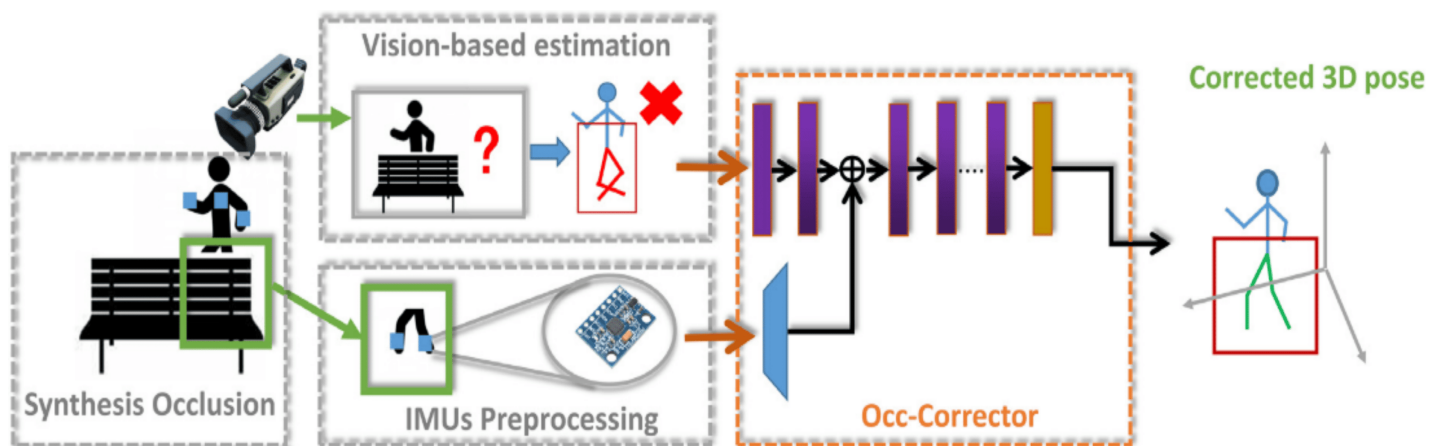 Vision-based estimation
?
Corrected 3D pose
Synthesis Occlusion
IMUs Preprocessing
Occ-Corrector